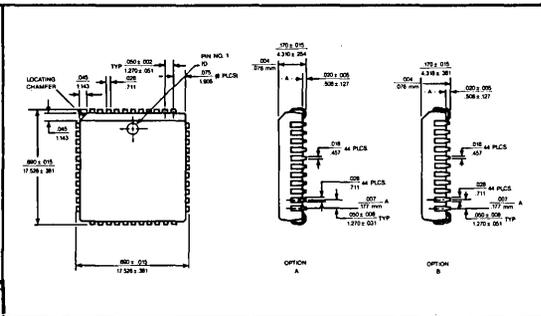 LOCATING
CHAMFER
.045
1.143
.028
.711
TYP .050 ± .002
1.270 ± .051
PIN NO. 1
ID
.075 (8 PLCS)
1.905
.045
1.143
.690 ± .015
17.526 ± .381
.690 ± .015
17.526 ± .381
.170 ± .015
4.310 ± 254
.004
.076 mm
- A -
.020 ± .005
.508 ± .127
.018
.457
44 PLCS
.028
.711
44 PLCS
.007
.177 mm
A
.050 ± .008
1.270 ± 031
TYP
OPTION
A
.170 ± .015
4.318 ± 381
.004
.076 mm
- A -
.020 ± .005
.508 ± .127
.018
.457
44 PLCS
.028
.711
44 PLCS
.007
.177 mm
A
.050 ± .008
1.270 ± .051
TYP
OPTION
B